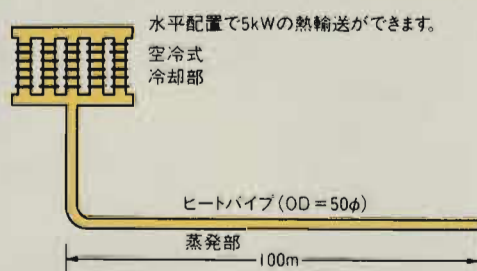 水平配置で5kWの熱輸送ができます。
空冷式
冷却部
ヒートパイプ(OD=50φ)
蒸発部
100m